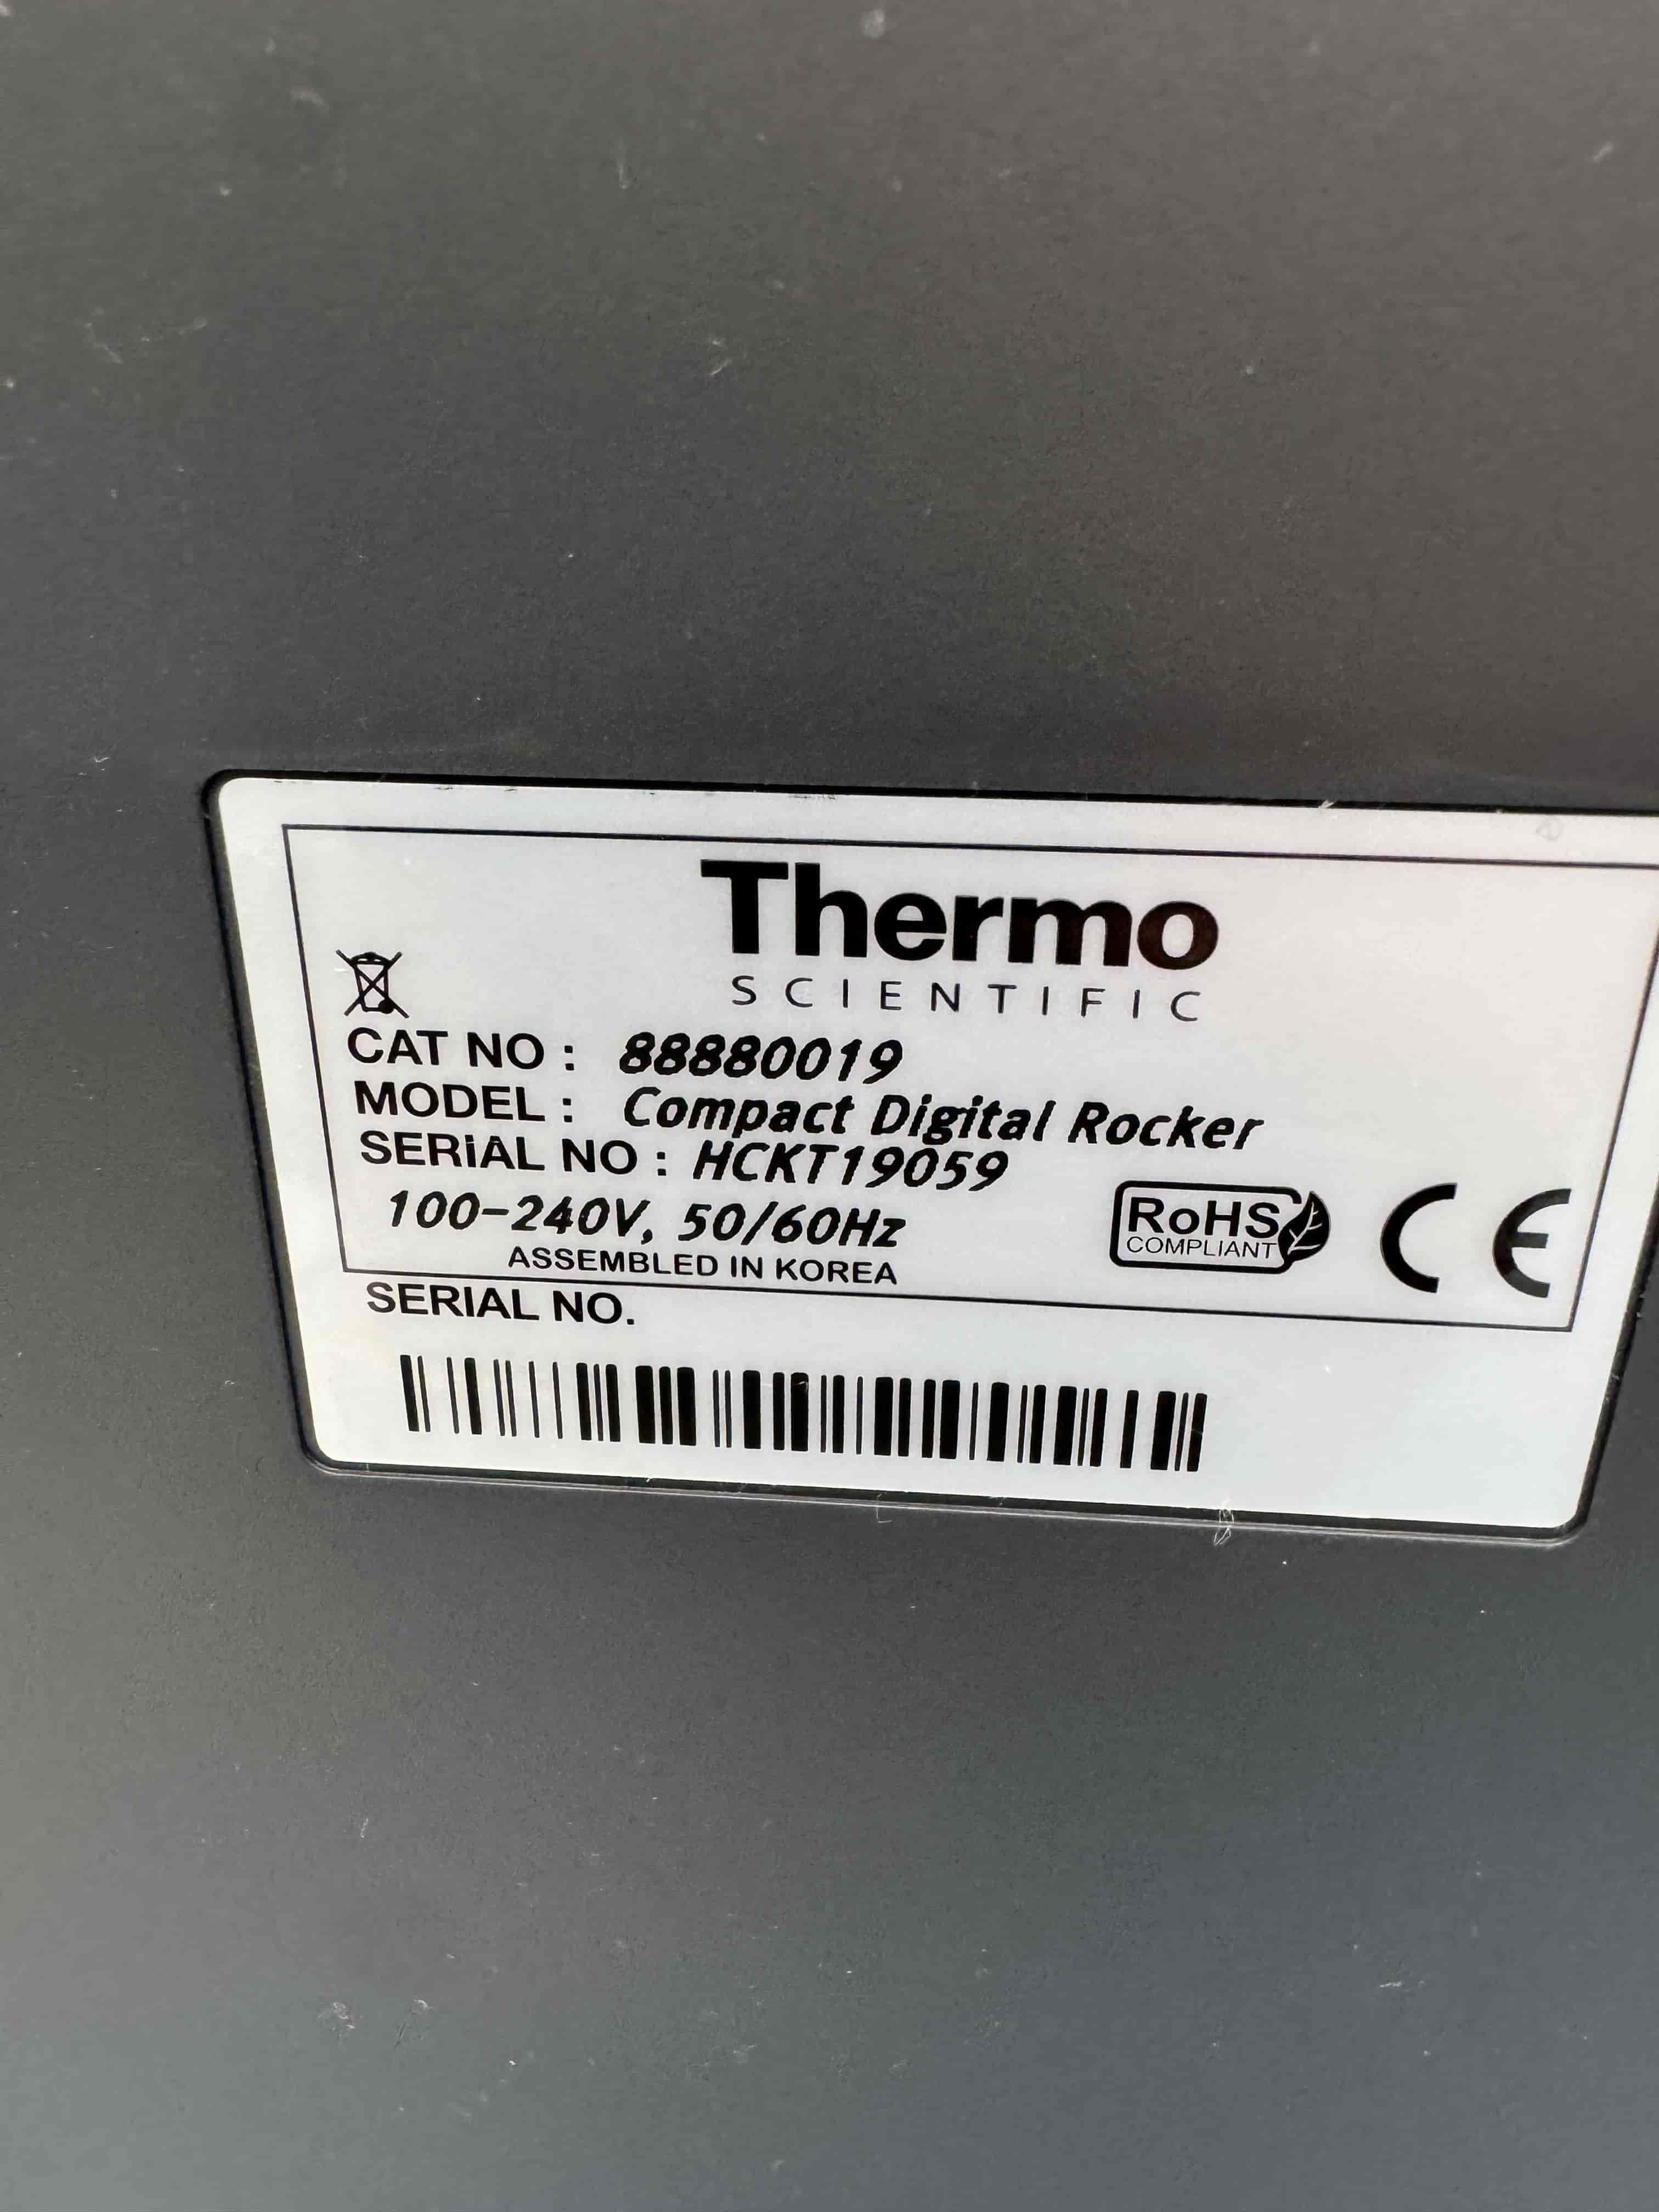 Thermo
SCIENTIFIC
CAT NO : 88880019
MODEL : Compact Digital Rocker
SERiAL NO : HCKT19059
100-240V, 50/60Hz
ASSEMBLED IN KOREA
RoHS
COMPLIANT
CE
SERIAL NO.